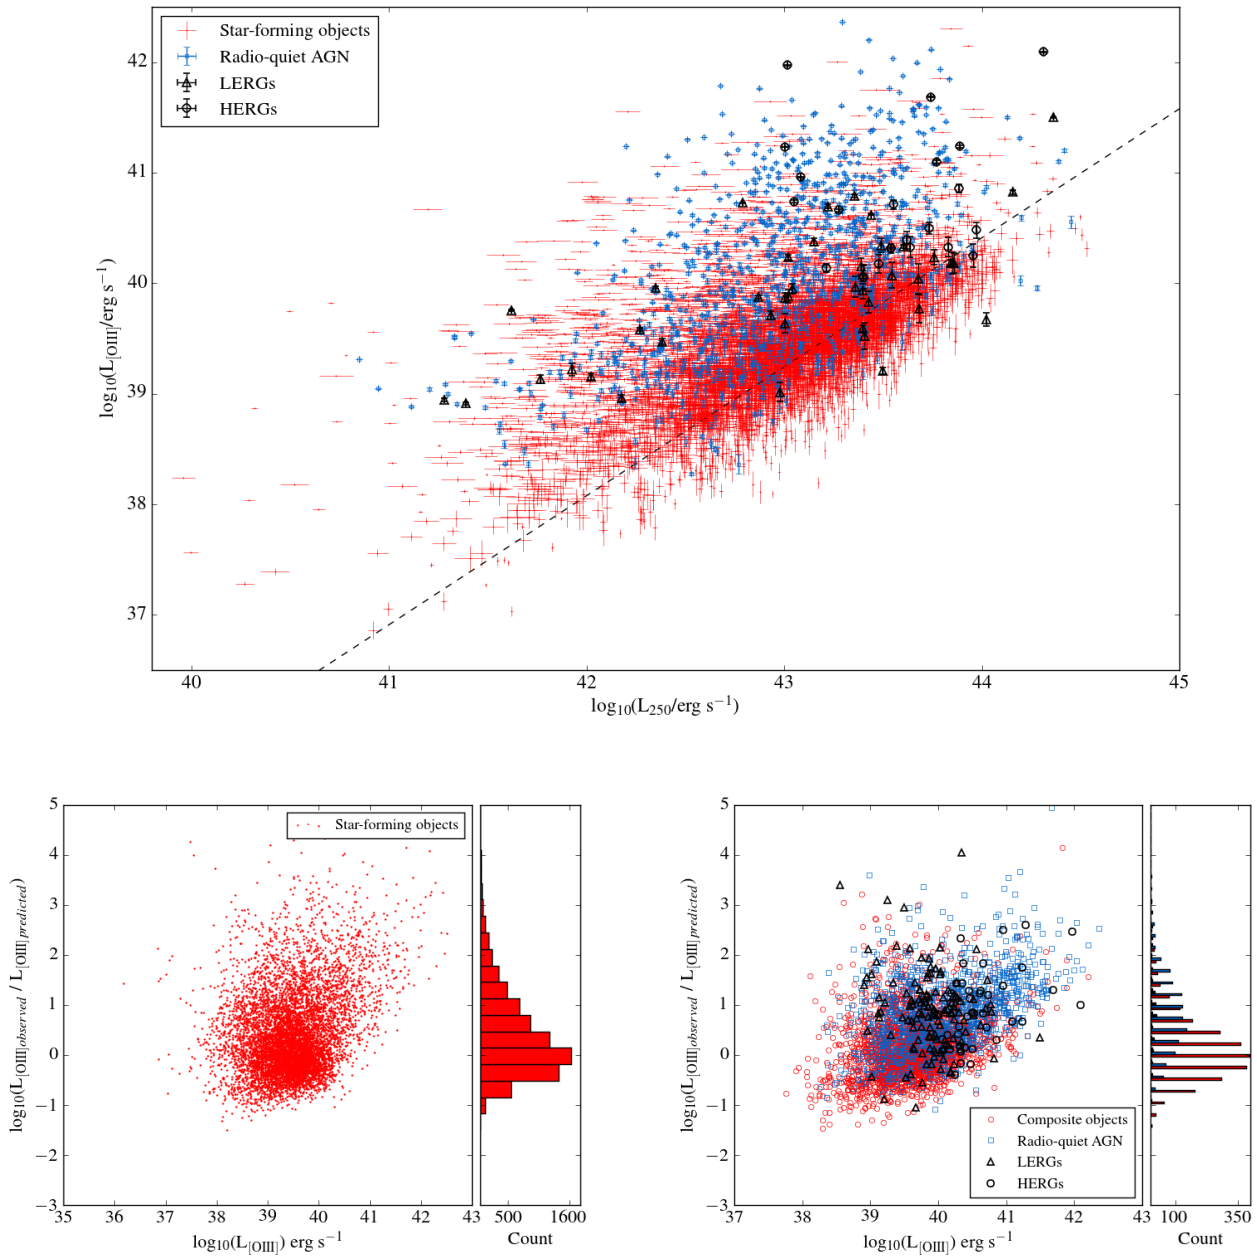 Star-forming objects
Radio-quiet AGN
LERGs
HERGs
42
41
40
39
38
37
log₁₀(L[OIII]/erg s⁻¹)
40 41 42 43 44 45
log₁₀(L₂₅₀/erg s⁻¹)
Star-forming objects
5
4
3
2
1
0
−1
−2
−3
log₁₀(L[OIII]observed / L[OIII]predicted)
35 36 37 38 39 40 41 42 43
log₁₀(L[OIII]) erg s⁻¹
500 1600
Count
5
4
3
2
1
0
−1
−2
−3
log₁₀(L[OIII]observed / L[OIII]predicted)
Composite objects
Radio-quiet AGN
LERGs
HERGs
37 38 39 40 41 42 43
log₁₀(L[OIII]) erg s⁻¹
100 350
Count